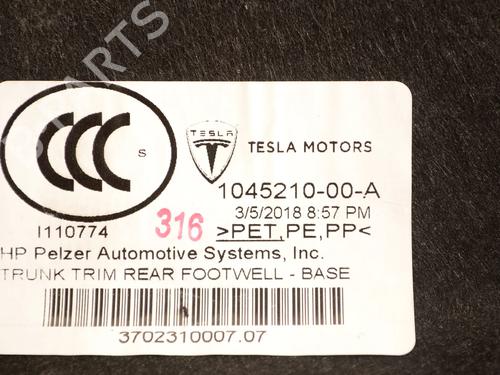 CCC
S
TESLA
TESLA MOTORS
1045210-00-A
3/5/2018 8:57 PM
I110774
316
>PET,PE,PP<
HP Pelzer Automotive Systems, Inc.
TRUNK TRIM REAR FOOTWELL - BASE
3702310007.07